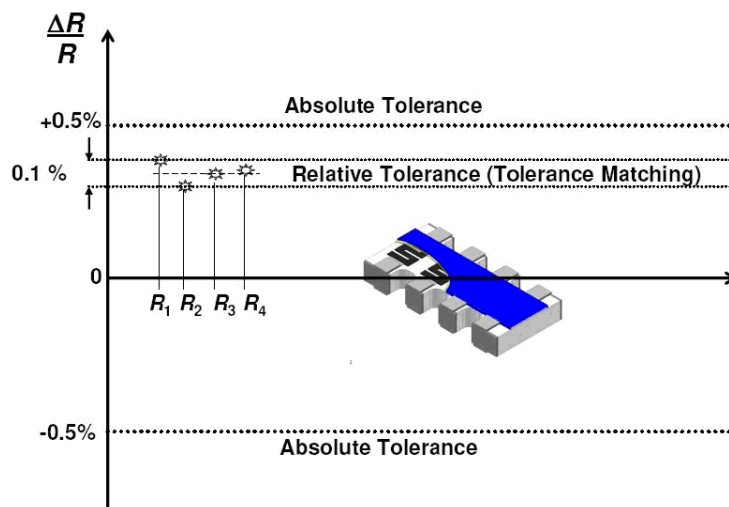 ΔR
R
Absolute Tolerance
+0.5%
0.1 %
Relative Tolerance (Tolerance Matching)
0
R₁ R₂ R₃ R₄
-0.5%
Absolute Tolerance